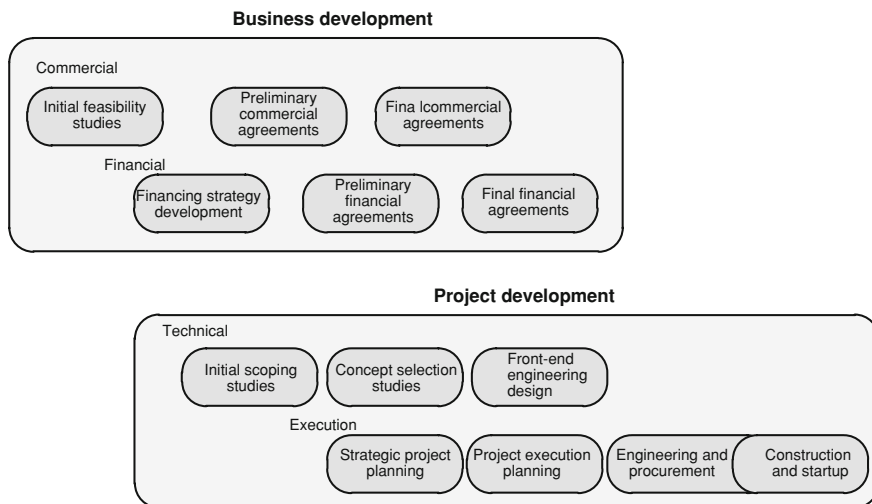 Business development
Commercial
Initial feasibility
studies
Preliminary
commercial
agreements
Fina lcommercial
agreements
Financial
Financing strategy
development
Preliminary
financial
agreements
Final financial
agreements
Project development
Technical
Initial scoping
studies
Concept selection
studies
Front-end
engineering
design
Execution
Strategic project
planning
Project execution
planning
Engineering and
procurement
Construction
and startup